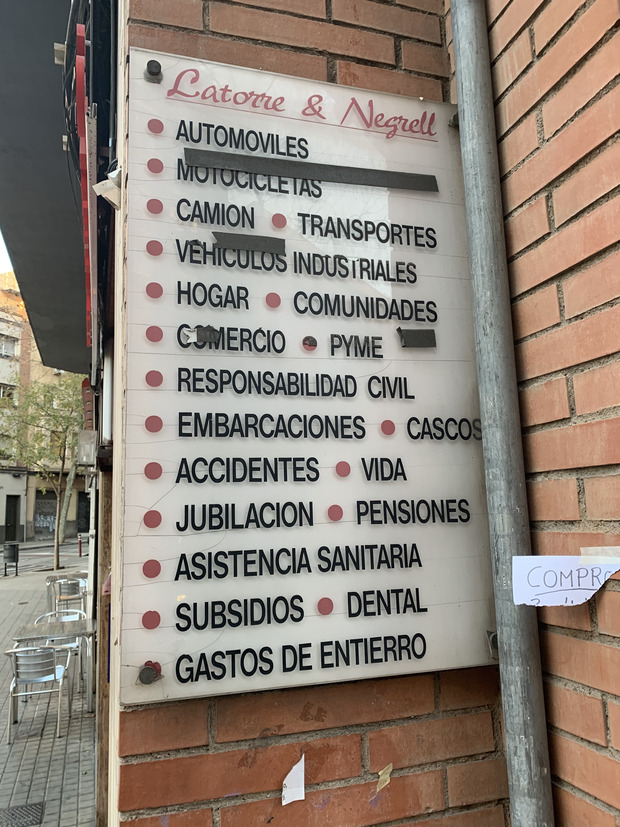 Latorre & Negrell
AUTOMOVILES
MOTOCICLETAS
CAMION • TRANSPORTES
VEHICULOS INDUSTRIALES
HOGAR • COMUNIDADES
COMERCIO • PYME
RESPONSABILIDAD CIVIL
EMBARCACIONES • CASCOS
ACCIDENTES • VIDA
JUBILACION • PENSIONES
ASISTENCIA SANITARIA
SUBSIDIOS • DENTAL
GASTOS DE ENTIERRO
COMPRO